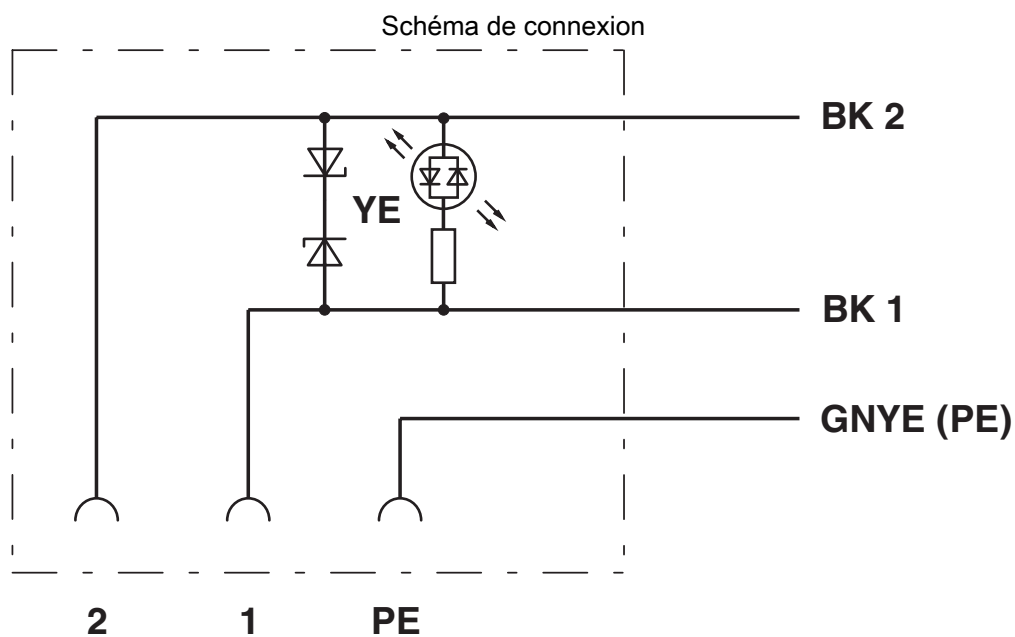 Schéma de connexion
BK 2
YE
BK 1
GNYE (PE)
2 1 PE